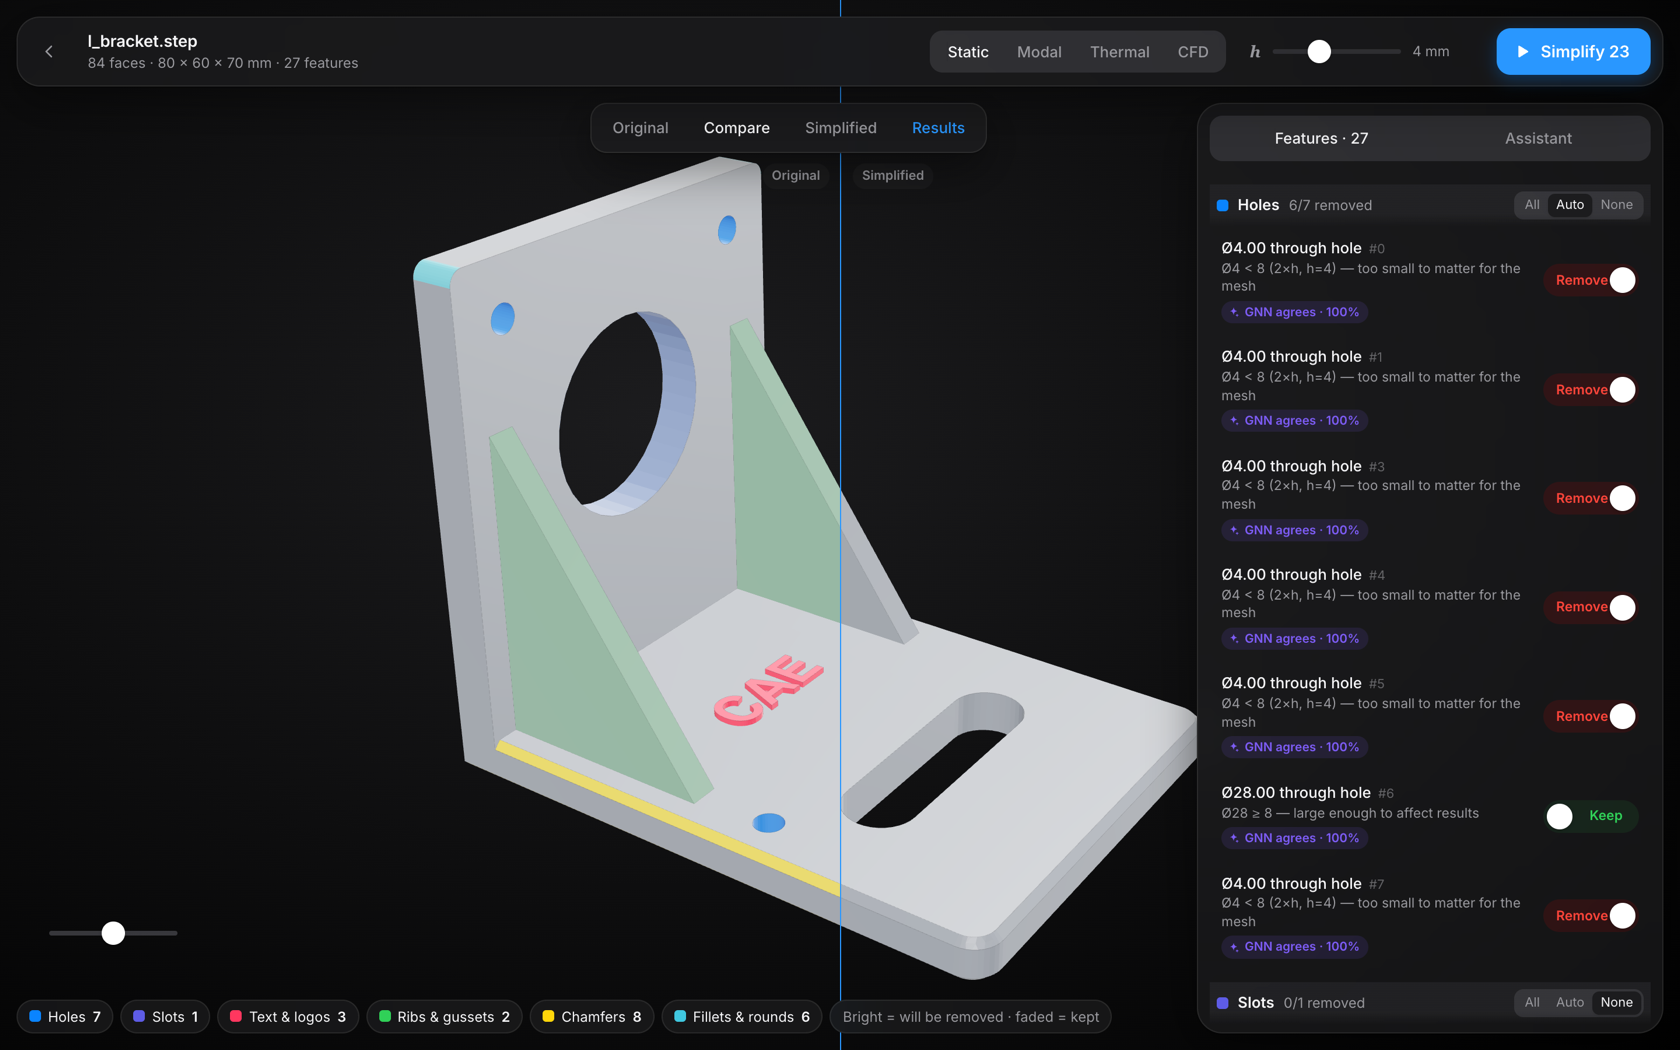 l_bracket.step
84 faces · 80 × 60 × 70 mm · 27 features
Static Modal Thermal CFD
h 4 mm
Simplify 23
Original Compare Simplified Results
Original
Simplified
CAE
Features · 27
Assistant
Holes 6/7 removed
All Auto None
Ø4.00 through hole #0
Ø4 < 8 (2×h, h=4) — too small to matter for the
mesh
GNN agrees · 100%
Remove
Ø4.00 through hole #1
Ø4 < 8 (2×h, h=4) — too small to matter for the
mesh
GNN agrees · 100%
Remove
Ø4.00 through hole #3
Ø4 < 8 (2×h, h=4) — too small to matter for the
mesh
GNN agrees · 100%
Remove
Ø4.00 through hole #4
Ø4 < 8 (2×h, h=4) — too small to matter for the
mesh
GNN agrees · 100%
Remove
Ø4.00 through hole #5
Ø4 < 8 (2×h, h=4) — too small to matter for the
mesh
GNN agrees · 100%
Remove
Ø28.00 through hole #6
Ø28 ≥ 8 — large enough to affect results
GNN agrees · 100%
Keep
Ø4.00 through hole #7
Ø4 < 8 (2×h, h=4) — too small to matter for the
mesh
GNN agrees · 100%
Remove
Slots 0/1 removed
All Auto None
Holes 7
Slots 1
Text & logos 3
Ribs & gussets 2
Chamfers 8
Fillets & rounds 6
Bright = will be removed · faded = kept